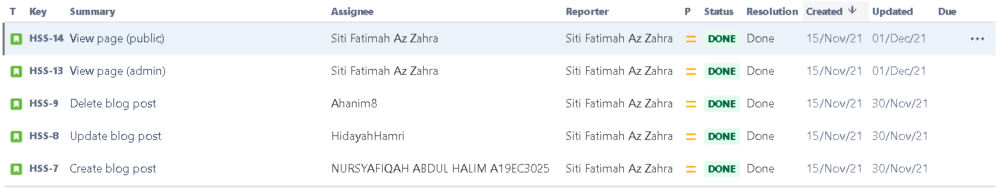 T Key Summary Assignee Reporter P Status Resolution Created Updated Due
HSS-14 View page (public) Siti Fatimah Az Zahra Siti Fatimah Az Zahra DONE Done 15/Nov/21 01/Dec/21
HSS-13 View page (admin) Siti Fatimah Az Zahra Siti Fatimah Az Zahra DONE Done 15/Nov/21 01/Dec/21
HSS-9 Delete blog post Ahanim8 Siti Fatimah Az Zahra DONE Done 15/Nov/21 30/Nov/21
HSS-8 Update blog post HidayahHamri Siti Fatimah Az Zahra DONE Done 15/Nov/21 30/Nov/21
HSS-7 Create blog post NURSYAFIQAH ABDUL HALIM A19EC3025 Siti Fatimah Az Zahra DONE Done 15/Nov/21 30/Nov/21